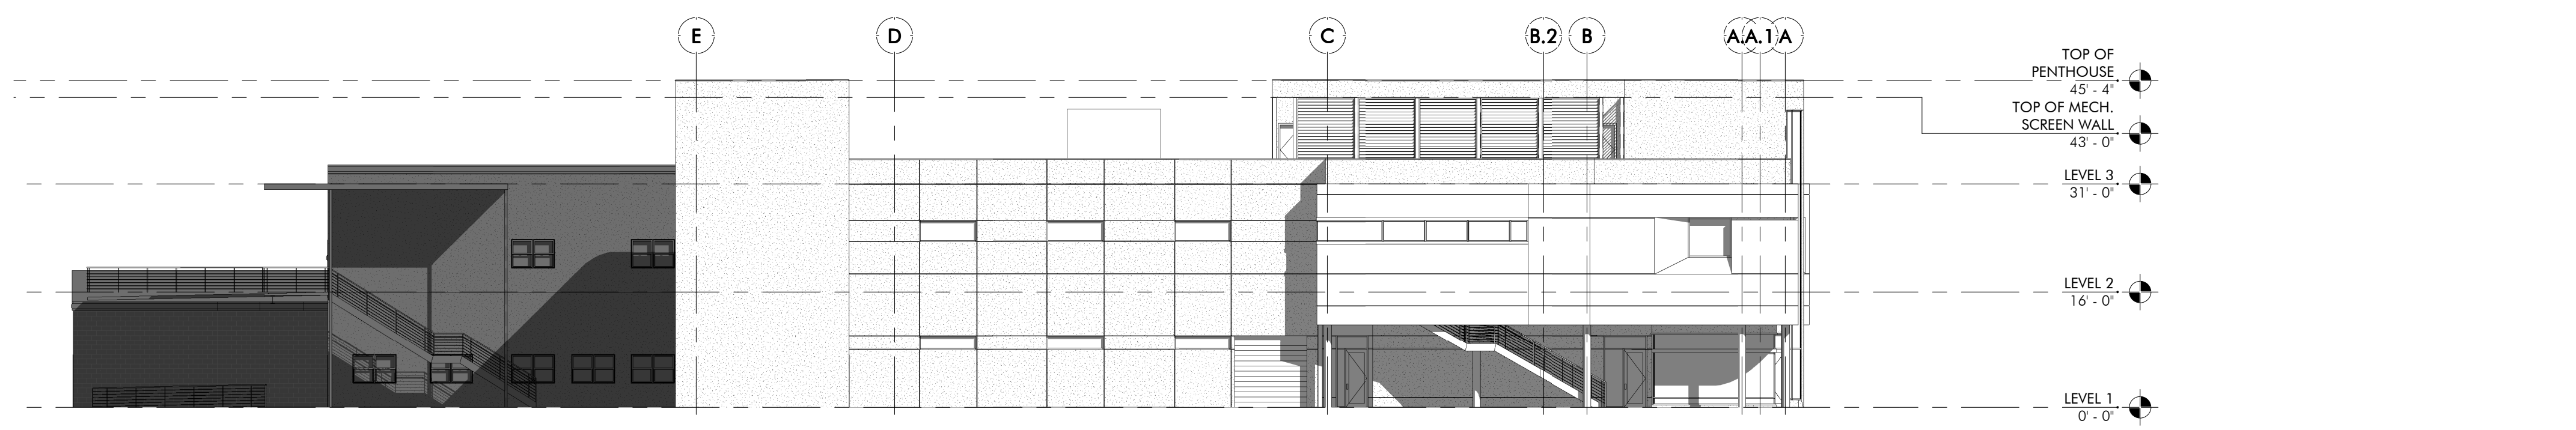 E
D
C
B.2
B
A.
A.1
A
TOP OF
PENTHOUSE
45' - 4"
TOP OF MECH.
SCREEN WALL
43' - 0"
LEVEL 3
31' - 0"
LEVEL 2
16' - 0"
LEVEL 1
0' - 0"